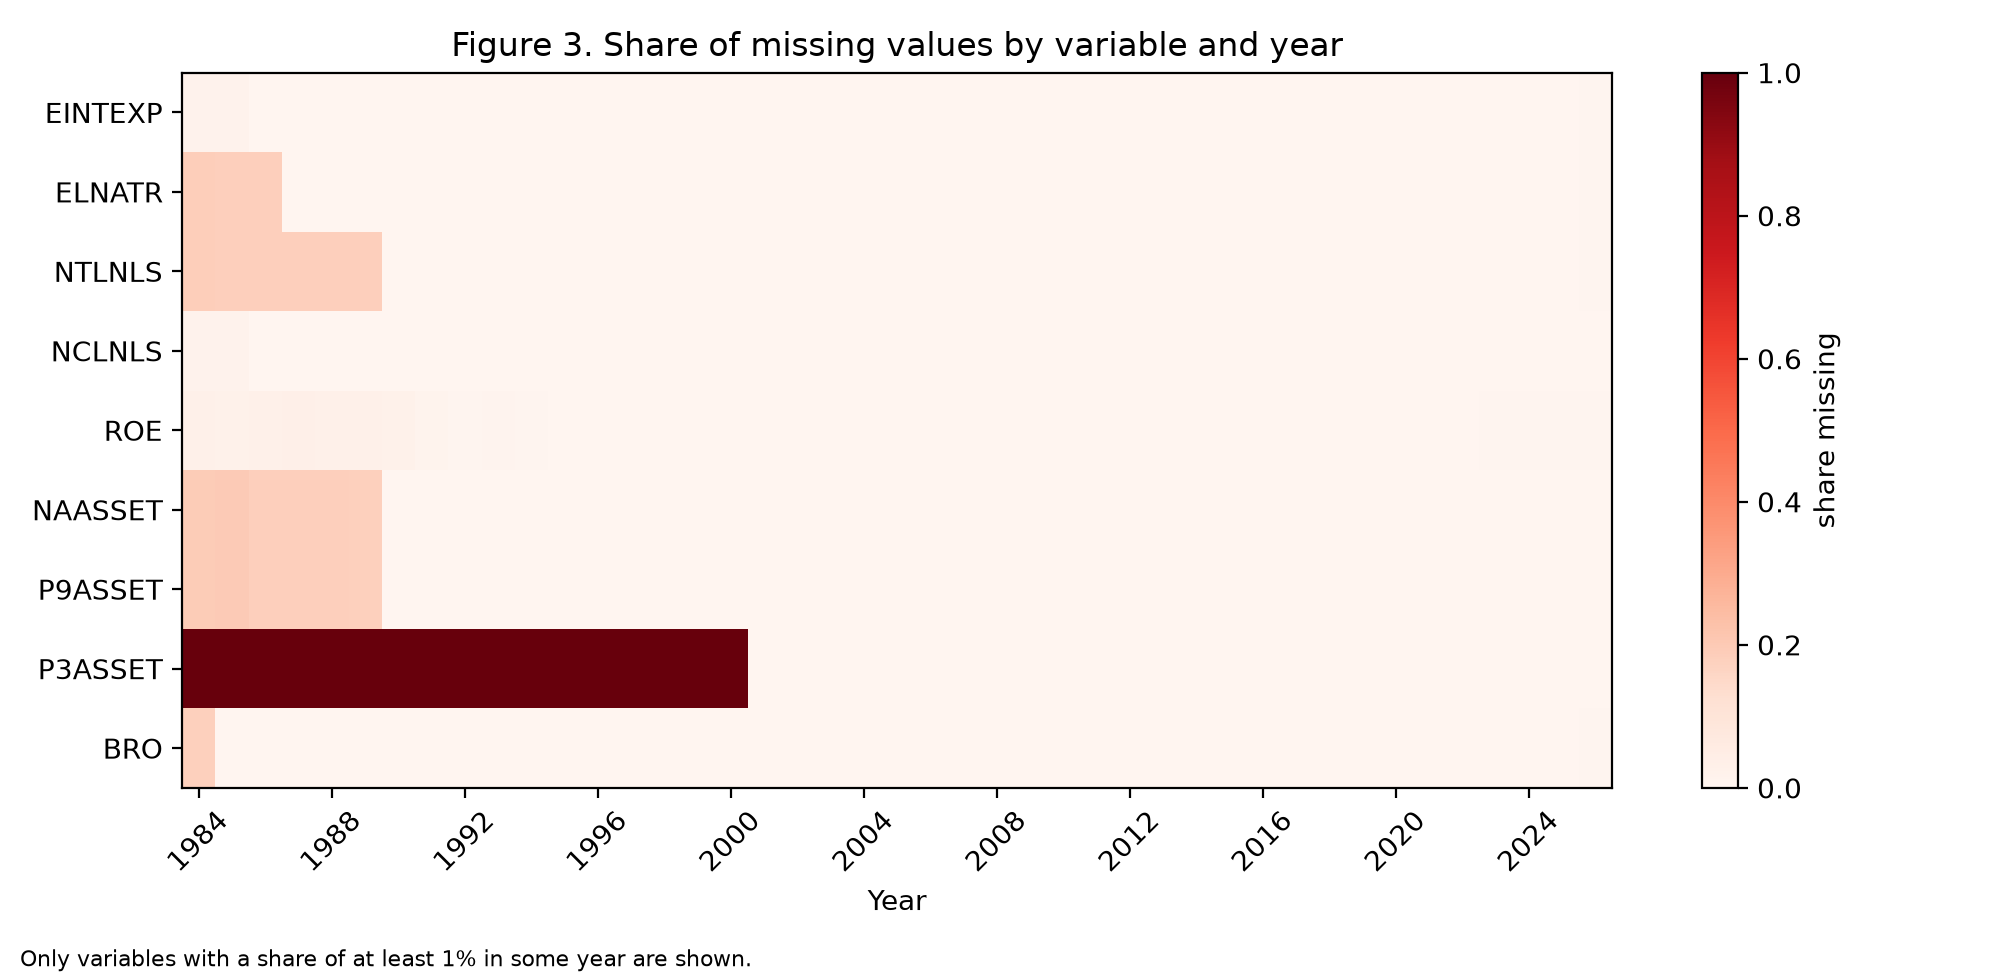 Figure 3. Share of missing values by variable and year
EINTEXP
ELNATR
NTLNLS
NCLNLS
ROE
NAASSET
P9ASSET
P3ASSET
BRO
1984 1988 1992 1996 2000 2004 2008 2012 2016 2020 2024
Year
1.0
0.8
0.6
0.4
0.2
0.0
share missing
Only variables with a share of at least 1% in some year are shown.